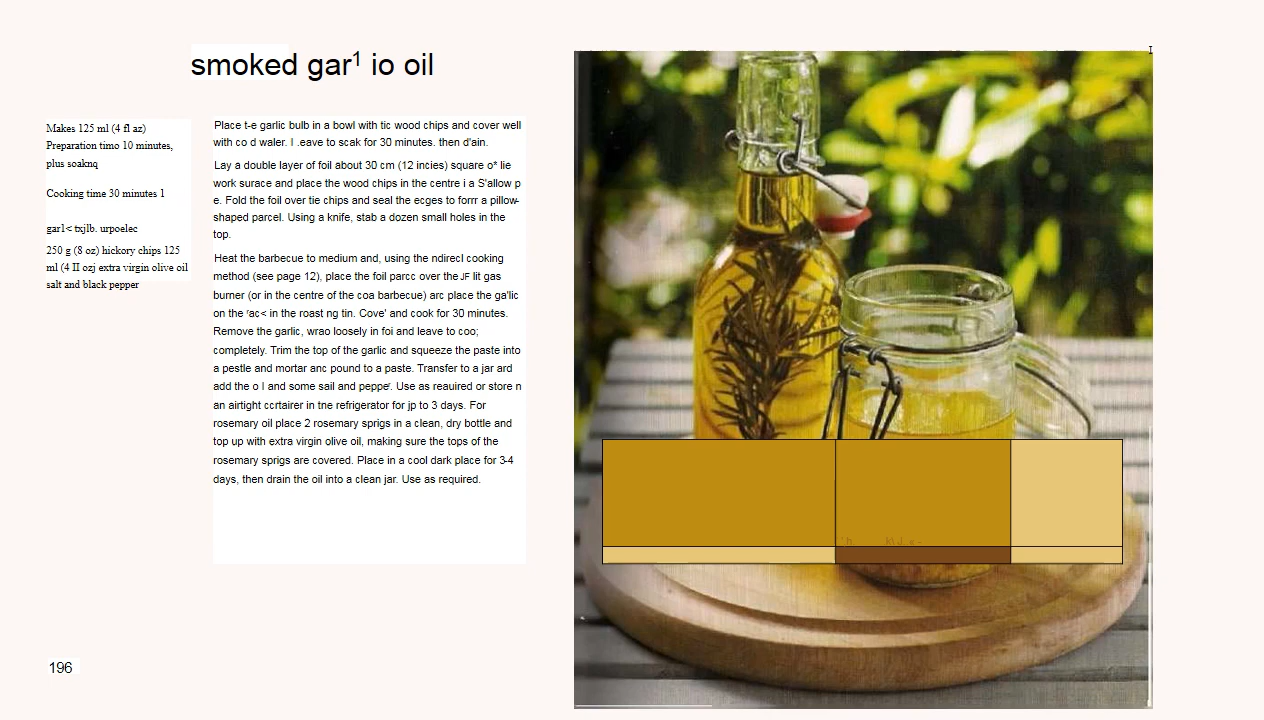 smoked gar¹ io oil
Makes 125 ml (4 fl az)
Preparation timo 10 minutes,
plus soaknq
Cooking time 30 minutes 1
garl< txjlb. urpoelec
250 g (8 oz) hickory chips 125
ml (4 II ozj extra virgin olive oil
salt and black pepper
Place t-e garlic bulb in a bowl with tic wood chips and cover well
with co d waler. I .eave to scak for 30 minutes. then d'ain.
Lay a double layer of foil about 30 cm (12 incies) square o* lie
work surace and place the wood chips in the centre i a S'allow p
e. Fold the foil over tie chips and seal the ecges to forrr a pillow-
shaped parcel. Using a knife, stab a dozen small holes in the
top.
Heat the barbecue to medium and, using the ndirecl cooking
method (see page 12), place the foil parcc over the JF lit gas
burner (or in the centre of the coa barbecue) arc place the ga'lic
on the 'ac< in the roast ng tin. Cove' and cook for 30 minutes.
Remove the garlic, wrao loosely in foi and leave to coo;
completely. Trim the top of the garlic and squeeze the paste into
a pestle and mortar anc pound to a paste. Transfer to a jar ard
add the o l and some sail and peppe'. Use as reauired or store n
an airtight ccrtairer in tne refrigerator for jp to 3 days. For
rosemary oil place 2 rosemary sprigs in a clean, dry bottle and
top up with extra virgin olive oil, making sure the tops of the
rosemary sprigs are covered. Place in a cool dark place for 3-4
days, then drain the oil into a clean jar. Use as required.
196